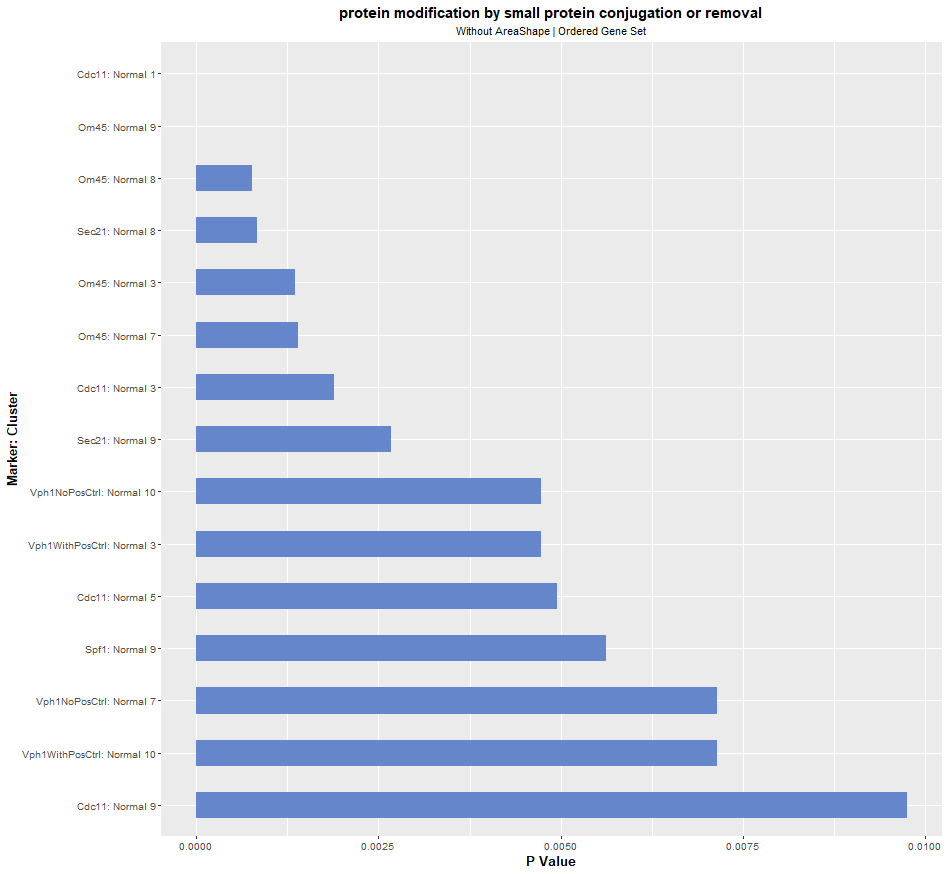 protein modification by small protein conjugation or removal
Without AreaShape | Ordered Gene Set
Marker: Cluster
Cdc11: Normal 1
Om45: Normal 9
Om45: Normal 8
Sec21: Normal 8
Om45: Normal 3
Om45: Normal 7
Cdc11: Normal 3
Sec21: Normal 9
Vph1NoPosCtrl: Normal 10
Vph1WithPosCtrl: Normal 3
Cdc11: Normal 5
Spf1: Normal 9
Vph1NoPosCtrl: Normal 7
Vph1WithPosCtrl: Normal 10
Cdc11: Normal 9
0.0000 0.0025 0.0050 0.0075 0.0100
P Value